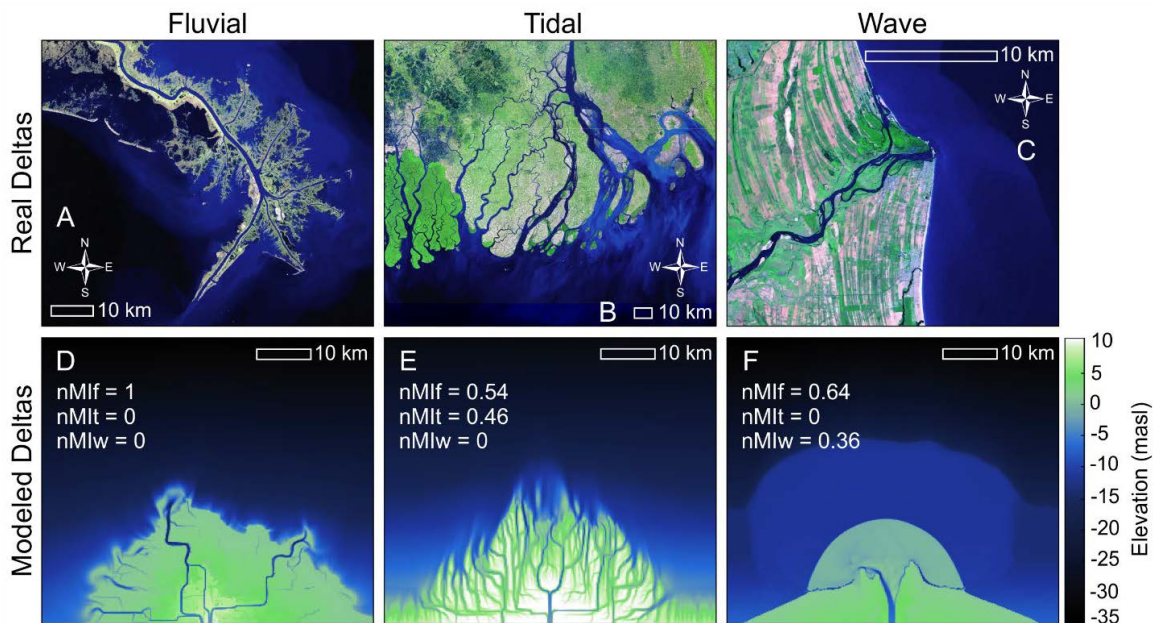 Fluvial
Tidal
Wave
Real Deltas
A
N
W E
S
10 km
B
10 km
N
W E
S
10 km
N
W E
S
C
Modeled Deltas
D
10 km
nMIf = 1
nMIt = 0
nMIw = 0
E
10 km
nMIf = 0.54
nMIt = 0.46
nMIw = 0
F
10 km
nMIf = 0.64
nMIt = 0
nMIw = 0.36
10
5
0
-5
-10
-15
-20
-25
-30
-35
Elevation (masl)